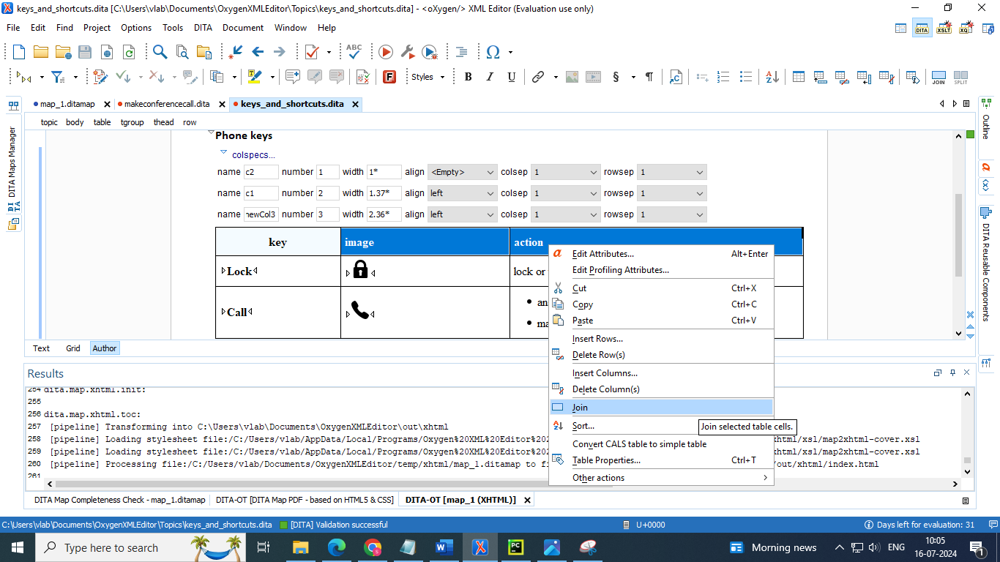 keys_and_shortcuts.dita [C:\Users\vlab\Documents\OxygenXMLEditor\Topics\keys_and_shortcuts.dita] - <oXygen/> XML Editor (Evaluation use only)
File Edit Find Project Options Tools DITA Document Window Help
DITA XSLT XQ
ABC
Styles B I U § ¶ JOIN SPLIT
map_1.ditamap makeconferencecall.dita keys_and_shortcuts.dita
topic body table tgroup thead row
DITA Maps Manager
Outline
DITA Reusable Components
Phone keys
colspecs...
name c2 number 1 width 1* align <Empty> colsep 1 rowsep 1
name c1 number 2 width 1.37* align left colsep 1 rowsep 1
name newCol3 number 3 width 2.36* align left colsep 1 rowsep 1
key image action
Lock lock or
Call
an
ma
Edit Attributes... Alt+Enter
Edit Profiling Attributes...
Cut Ctrl+X
Copy Ctrl+C
Paste Ctrl+V
Insert Rows...
Delete Row(s)
Insert Columns...
Delete Column(s)
Join
Join selected table cells.
Sort...
Convert CALS table to simple table
Table Properties... Ctrl+T
Other actions
Text Grid Author
Results
254 dita.map.xhtml.init:
255
256 dita.map.xhtml.toc:
257 [pipeline] Transforming into C:\Users\vlab\Documents\OxygenXMLEditor\out\xhtml
258 [pipeline] Loading stylesheet file:/C:/Users/vlab/AppData/Local/Programs/Oxygen%20XML%20Editor%202 xhtml/xsl/map2xhtml-cover.xsl
259 [pipeline] Loading stylesheet file:/C:/Users/vlab/AppData/Local/Programs/Oxygen%20XML%20Editor%202 xhtml/xsl/map2xhtml-cover.xsl
260 [pipeline] Processing file:/C:/Users/vlab/Documents/OxygenXMLEditor/temp/xhtml/map_1.ditamap to fi /out/xhtml/index.html
261
DITA Map Completeness Check - map_1.ditamap DITA-OT [DITA Map PDF - based on HTML5 & CSS] DITA-OT [map_1 (XHTML)]
C:\Users\vlab\Documents\OxygenXMLEditor\Topics\keys_and_shortcuts.dita [DITA] Validation successful U+0000 Days left for evaluation: 31
Type here to search Morning news ENG 10:05
16-07-2024 1